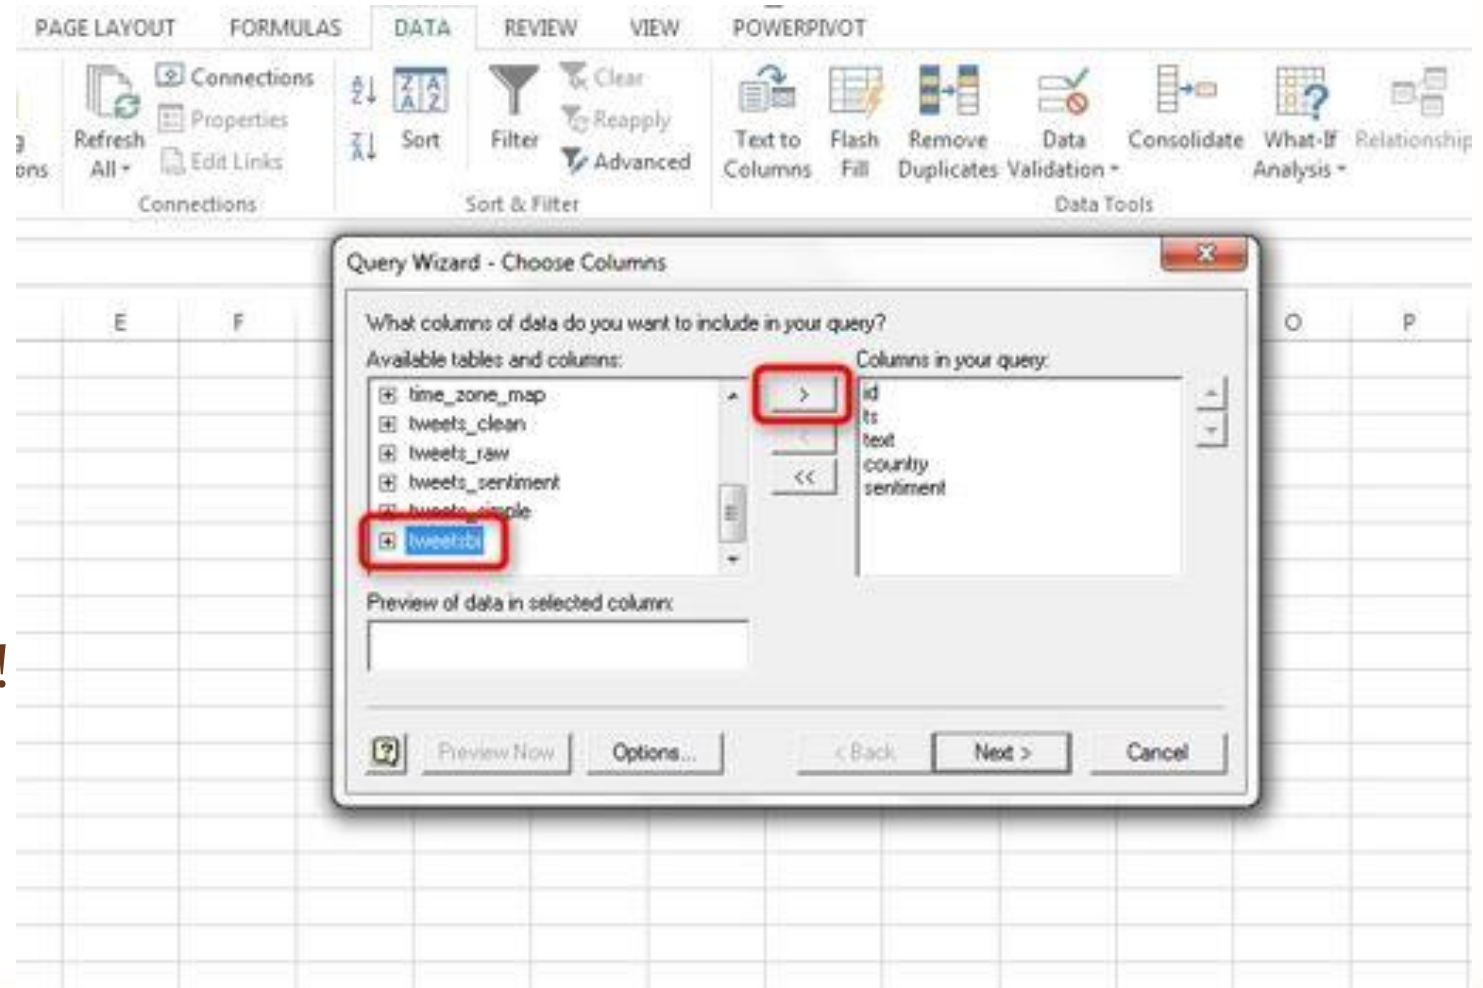 PAGE LAYOUT FORMULAS DATA REVIEW VIEW POWERPIVOT
Connections Clear
Properties Reapply
Refresh Sort Filter Text to Flash Remove Data Consolidate What-If Relationship
All Edit Links Advanced Columns Fill Duplicates Validation Analysis
ons
Connections Sort & Filter Data Tools
Query Wizard - Choose Columns
E F O P
What columns of data do you want to include in your query?
Available tables and columns: Columns in your query:
time_zone_map > id
tweets_clean < ts
tweets_raw << text
tweets_sentiment country
tweets_simple sentiment
tweetsbi
Preview of data in selected column:
!
? Preview Now Options... < Back Next > Cancel